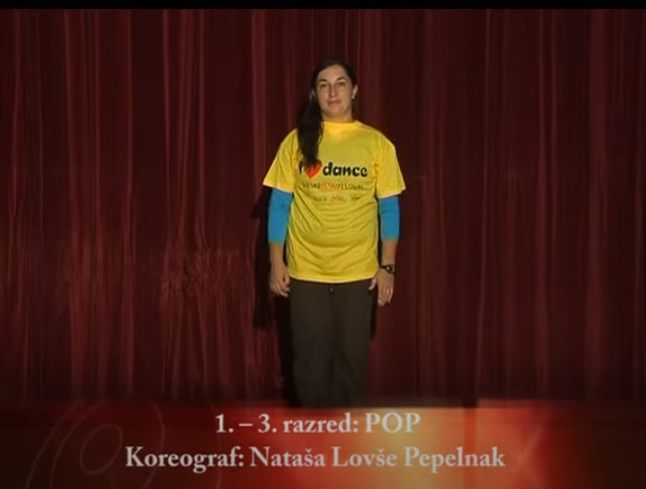 I ❤ dance
1. – 3. razred: POP
Koreograf: Nataša Lovše Pepelnak